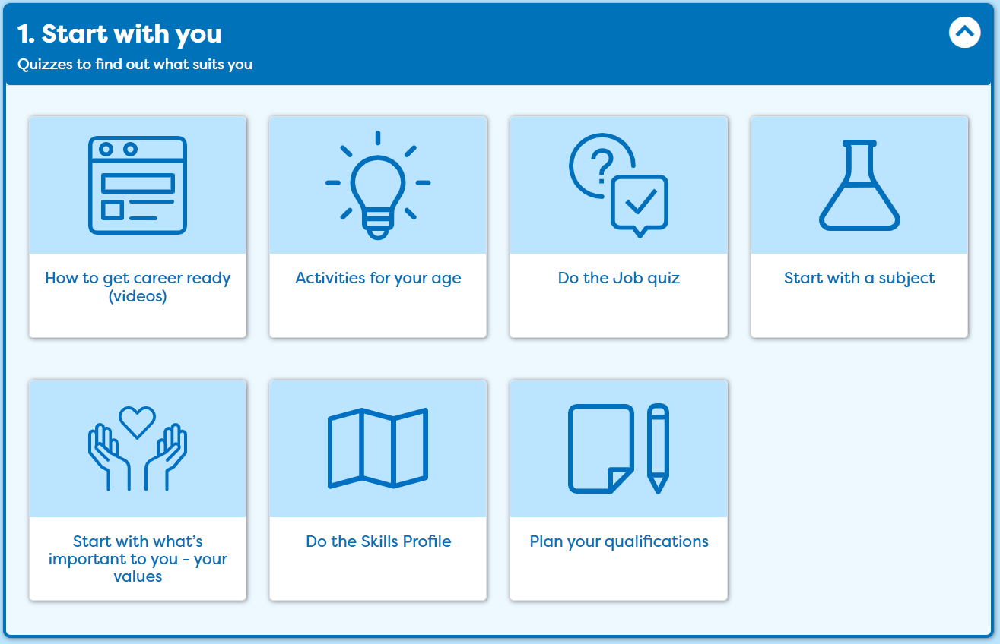 1. Start with you
Quizzes to find out what suits you
How to get career ready
(videos)
Activities for your age
Do the Job quiz
?
Start with a subject
Start with what’s
important to you - your
values
Do the Skills Profile
Plan your qualifications